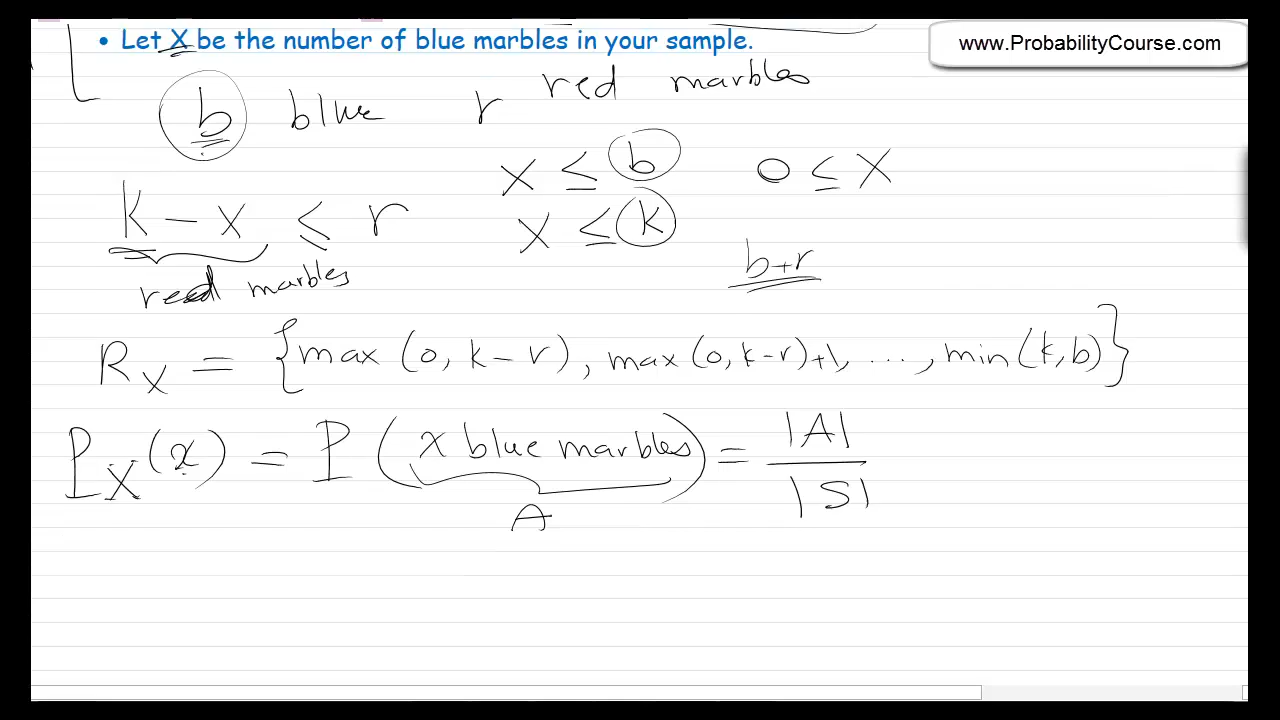 • Let X be the number of blue marbles in your sample.
www.ProbabilityCourse.com
b blue r red marbles
x ≤ b 0 ≤ x
k - x ≤ r x ≤ k
red marbles b+r
R_X = {max (0, k-r), max (0, k-r)+1, ..., min (k, b)}
P_X(x) = P (x blue marbles) = |A| / |S|
A